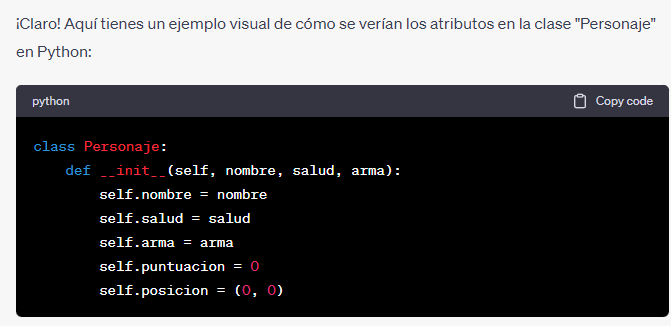 ¡Claro! Aquí tienes un ejemplo visual de cómo se verían los atributos en la clase "Personaje"
en Python:
python
Copy code
class Personaje:
    def __init__(self, nombre, salud, arma):
        self.nombre = nombre
        self.salud = salud
        self.arma = arma
        self.puntuacion = 0
        self.posicion = (0, 0)